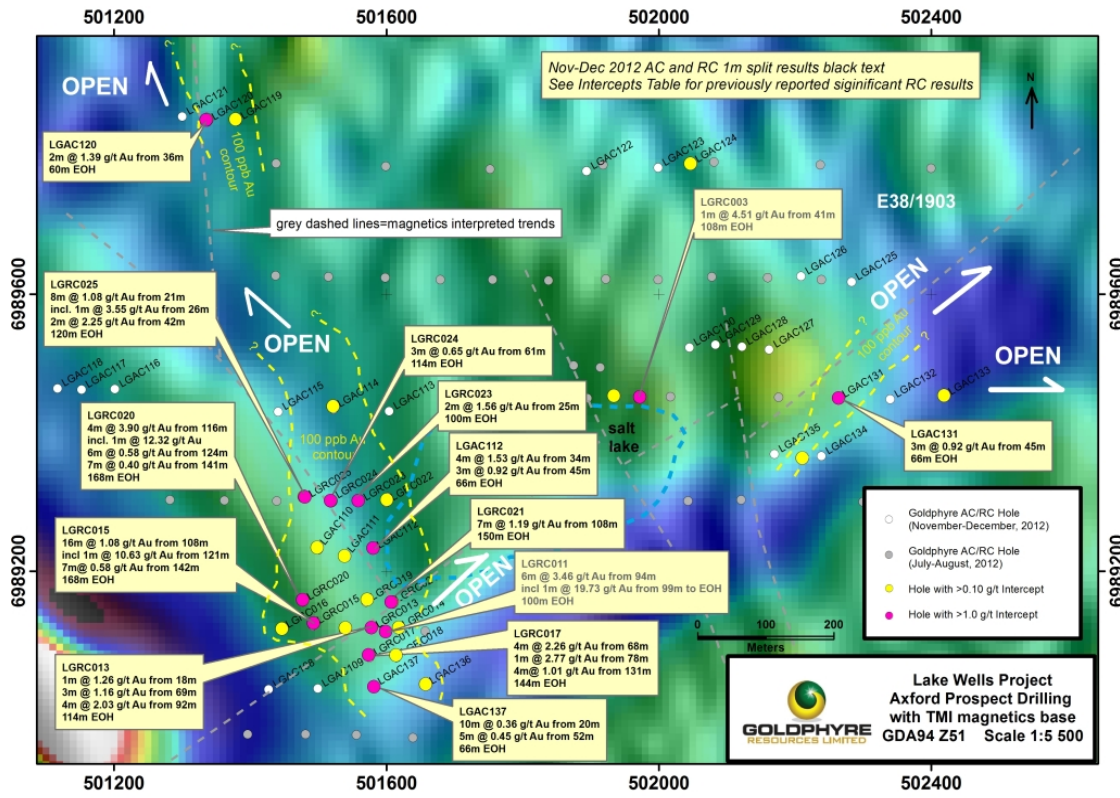 501200
501600
502000
502400
OPEN
LGAC121
LGAC120
LGAC119
100 ppb Au
contour
LGAC120
2m @ 1.39 g/t Au from 36m
60m EOH
Nov-Dec 2012 AC and RC 1m split results black text
See Intercepts Table for previously reported siginificant RC results
N
LGAC122
LGAC123
LGAC124
E38/1903
LGRC003
1m @ 4.51 g/t Au from 41m
108m EOH
grey dashed lines=magnetics interpreted trends
LGAC126
LGAC125
OPEN
6989600
6989600
LGRC025
8m @ 1.08 g/t Au from 21m
incl. 1m @ 3.55 g/t Au from 26m
2m @ 2.25 g/t Au from 42m
120m EOH
OPEN
LGRC024
3m @ 0.65 g/t Au from 61m
114m EOH
LGAC129
LGAC128
LGAC127
100 ppb Au
contour
OPEN
LGAC118
LGAC117
LGAC116
LGAC115
LGAC114
LGAC113
LGRC023
2m @ 1.56 g/t Au from 25m
100m EOH
LGAC131
LGAC132
LGAC133
LGRC020
4m @ 3.90 g/t Au from 116m
incl. 1m @ 12.32 g/t Au
6m @ 0.58 g/t Au from 124m
7m @ 0.40 g/t Au from 141m
168m EOH
100 ppb Au
contour
salt
lake
LGAC112
4m @ 1.53 g/t Au from 34m
3m @ 0.92 g/t Au from 45m
66m EOH
LGAC135
LGAC134
LGAC131
3m @ 0.92 g/t Au from 45m
66m EOH
LGRC024
LGAC110
LGAC111
LGAC112
LGRC021
7m @ 1.19 g/t Au from 108m
150m EOH
Goldphyre AC/RC Hole
(November-December, 2012)
Goldphyre AC/RC Hole
(July-August, 2012)
Hole with >0.10 g/t Intercept
Hole with >1.0 g/t Intercept
LGRC015
16m @ 1.08 g/t Au from 108m
incl 1m @ 10.63 g/t Au from 121m
7m@ 0.58 g/t Au from 142m
168m EOH
LGRC020
LGRC015
LGRC013
OPEN
LGRC011
6m @ 3.46 g/t Au from 94m
incl 1m @ 19.73 g/t Au from 99m to EOH
100m EOH
6989200
LGRC017
4m @ 2.26 g/t Au from 68m
1m @ 2.77 g/t Au from 78m
4m@ 1.01 g/t Au from 131m
144m EOH
0 100 200
Meters
LGRC013
1m @ 1.26 g/t Au from 18m
3m @ 1.16 g/t Au from 69m
4m @ 2.03 g/t Au from 92m
114m EOH
LGAC109
LGRC017
LGAC137
LGAC136
LGAC137
10m @ 0.36 g/t Au from 20m
5m @ 0.45 g/t Au from 52m
66m EOH
GOLDPHYRE
RESOURCES LIMITED
Lake Wells Project
Axford Prospect Drilling
with TMI magnetics base
GDA94 Z51 Scale 1:5 500
501200
501600
502000
502400